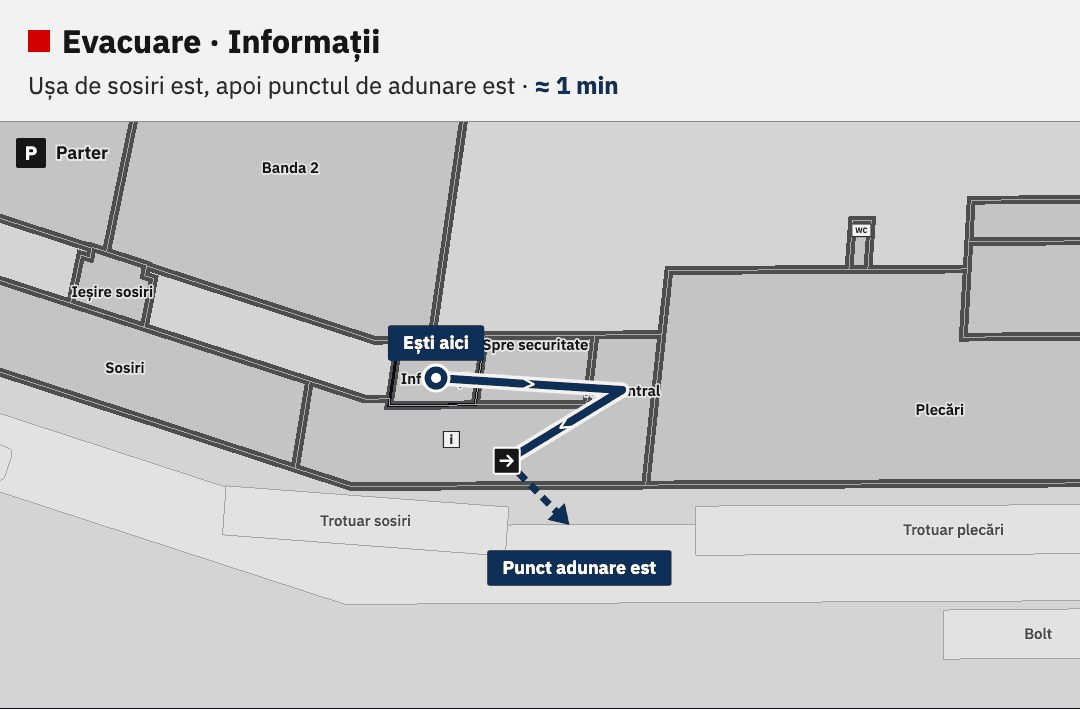 Evacuare · Informații
Ușa de sosiri est, apoi punctul de adunare est · ≈ 1 min
P Parter
Banda 2
wc
Ieșire sosiri
Ești aici
Spre securitate
Sosiri
Plecări
i
Trotuar sosiri
Trotuar plecări
Punct adunare est
Bolt